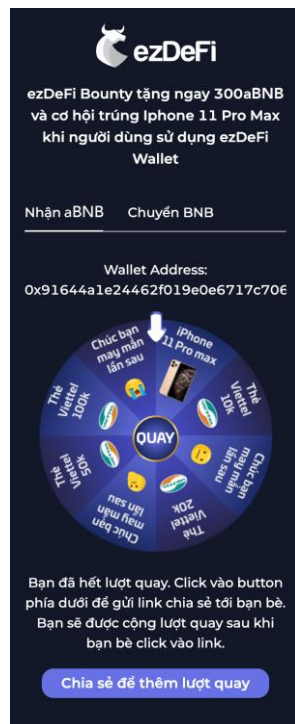 ezDeFi
ezDeFi Bounty tặng ngay 300aBNB
và cơ hội trúng Iphone 11 Pro Max
khi người dùng sử dụng ezDeFi
Wallet
Nhận aBNB
Chuyển BNB
Wallet Address:
0x91644a1e24462f019e0e6717c706
Chúc bạn
may mắn
lần sau
iPhone
11 Pro max
Thẻ
Viettel
10k
Chúc bạn
may mắn
lần sau
Thẻ
Viettel
20k
Chúc bạn
may mắn
lần sau
Thẻ
Viettel
50k
Thẻ
Viettel
100k
QUAY
Bạn đã hết lượt quay. Click vào button
phía dưới để gửi link chia sẻ tới bạn bè.
Bạn sẽ được cộng lượt quay sau khi
bạn bè click vào link.
Chia sẻ để thêm lượt quay